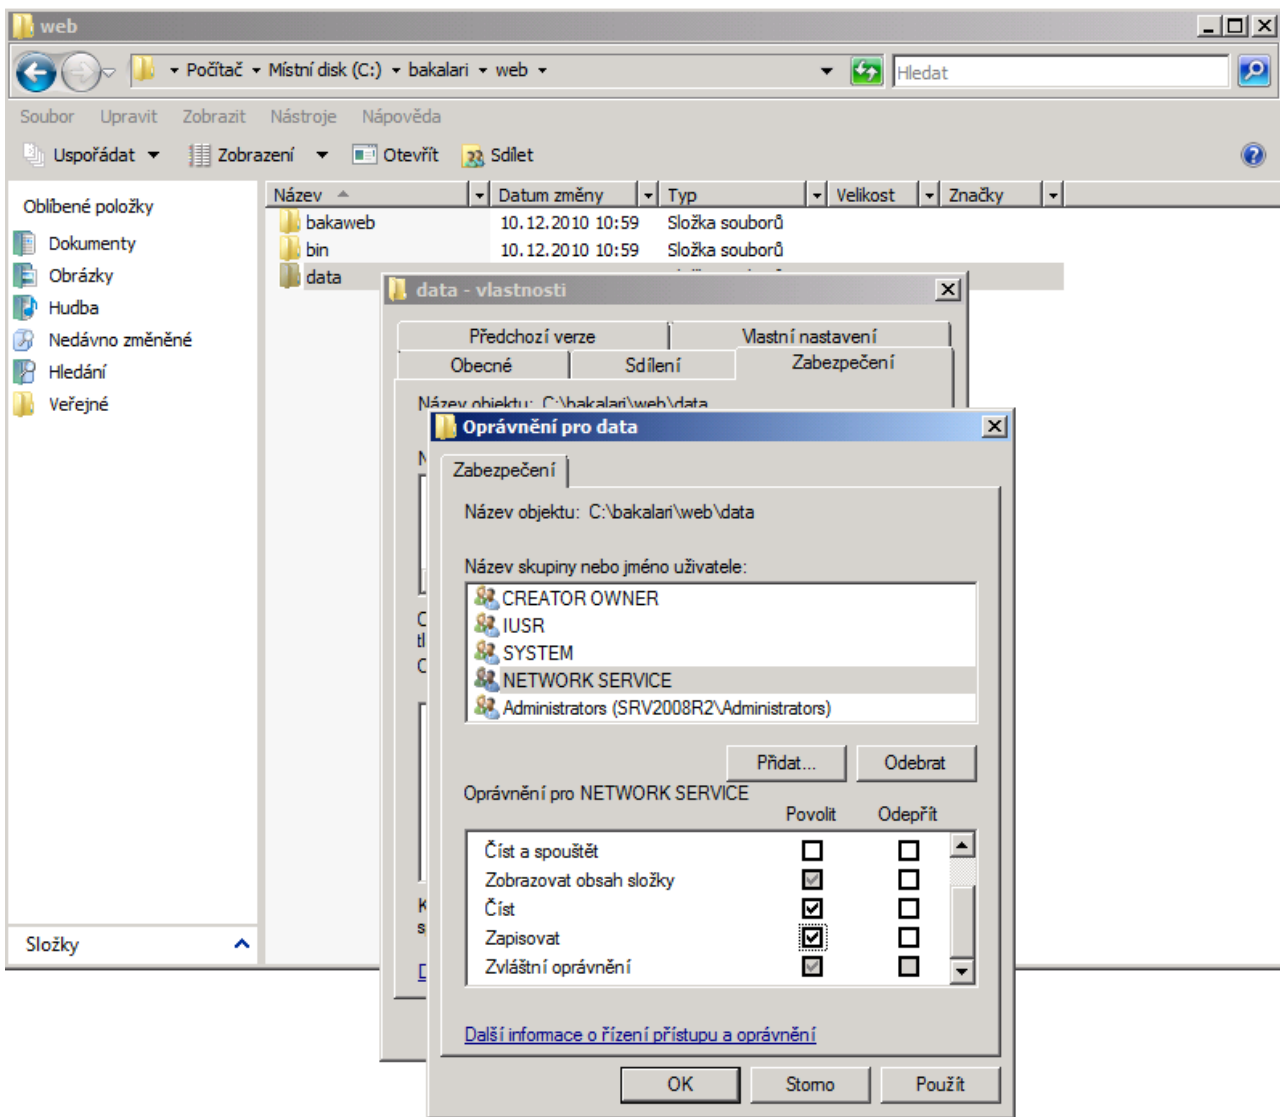 web
Počítač Místní disk (C:) bakalari web
Hledat
Soubor Upravit Zobrazit Nástroje Nápověda
Uspořádat Zobrazení Otevřít Sdílet
Oblíbené položky
Dokumenty
Obrázky
Hudba
Nedávno změněné
Hledání
Veřejné
Složky
Název Datum změny Typ Velikost Značky
bakaweb 10.12.2010 10:59 Složka souborů
bin 10.12.2010 10:59 Složka souborů
data
data - vlastnosti
Předchozí verze Vlastní nastavení
Obecné Sdílení Zabezpečení
Název objektu: C:\bakalari\web\data
Oprávnění pro data
Zabezpečení
Název objektu: C:\bakalari\web\data
Název skupiny nebo jméno uživatele:
CREATOR OWNER
IUSR
SYSTEM
NETWORK SERVICE
Administrators (SRV2008R2\Administrators)
Přidat... Odebrat
Oprávnění pro NETWORK SERVICE
Povolit Odepřít
Číst a spouštět
Zobrazovat obsah složky
Číst
Zapisovat
Zvláštní oprávnění
Další informace o řízení přístupu a oprávnění
OK Storno Použít